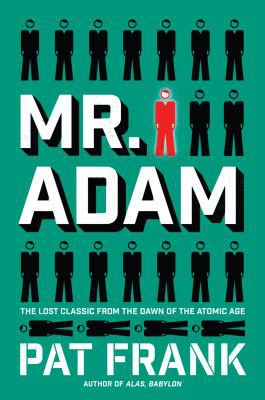 MR.
ADAM
THE LOST CLASSIC FROM THE DAWN OF THE ATOMIC AGE
PAT FRANK
AUTHOR OF ALAS, BABYLON